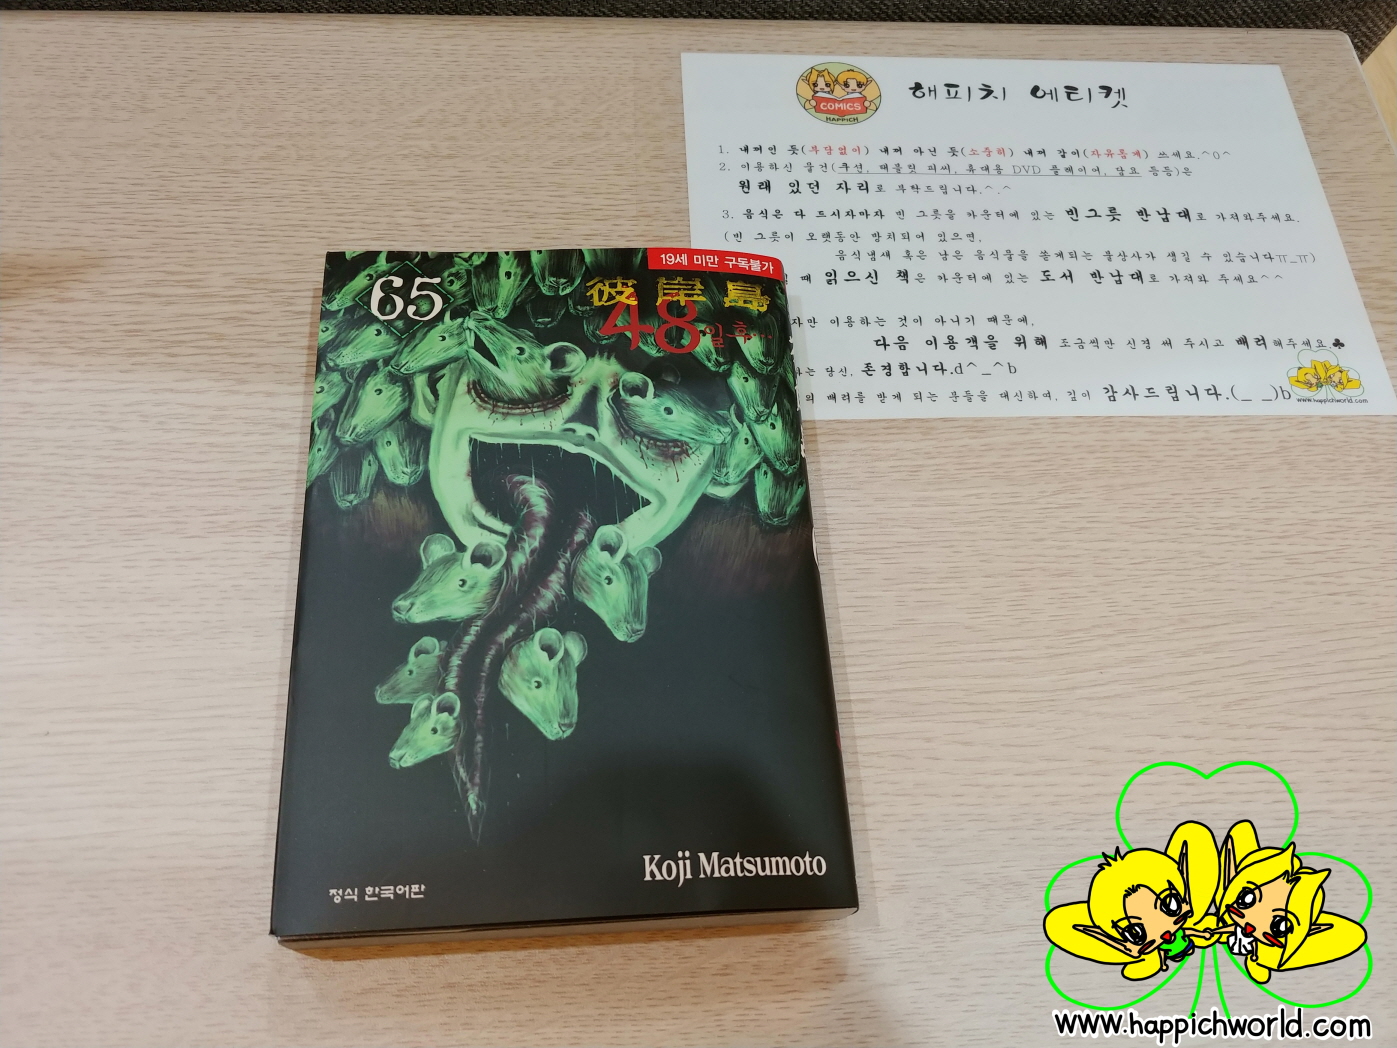 COMICS
HAPPICH
해피치 에티켓
1. 내꺼인 듯(부담없이) 내꺼 아닌 듯(소중히) 내꺼 같이(자유롭게) 쓰세요.^0^
2. 이용하신 물건(쿠션, 태블릿 피씨, 휴대용 DVD 플레이어, 담요 등등)은
원래 있던 자리로 부탁드립니다.^.^
3. 음식은 다 드시자마자 빈 그릇을 카운터에 있는 빈그릇 반납대로 가져와주세요.
(빈 그릇이 오랫동안 방치되어 있으면,
음식냄새 혹은 남은 음식물을 쏟게되는 불상사가 생길 수 있습니다ㅠ_ㅠ)
때 읽으신 책은 카운터에 있는 도서 반납대로 가져와 주세요^^
만 이용하는 것이 아니기 때문에,
다음 이용객을 위해 조금씩만 신경 써 주시고 배려해주세요♣
하는 당신, 존경합니다.d^_^b
의 배려를 받게 되는 분들을 대신하여, 깊이 감사드립니다.(_ _)b
www.happichworld.com
19세 미만 구독불가
65
彼岸島
48일 후…
Koji Matsumoto
정식 한국어판
www.happichworld.com